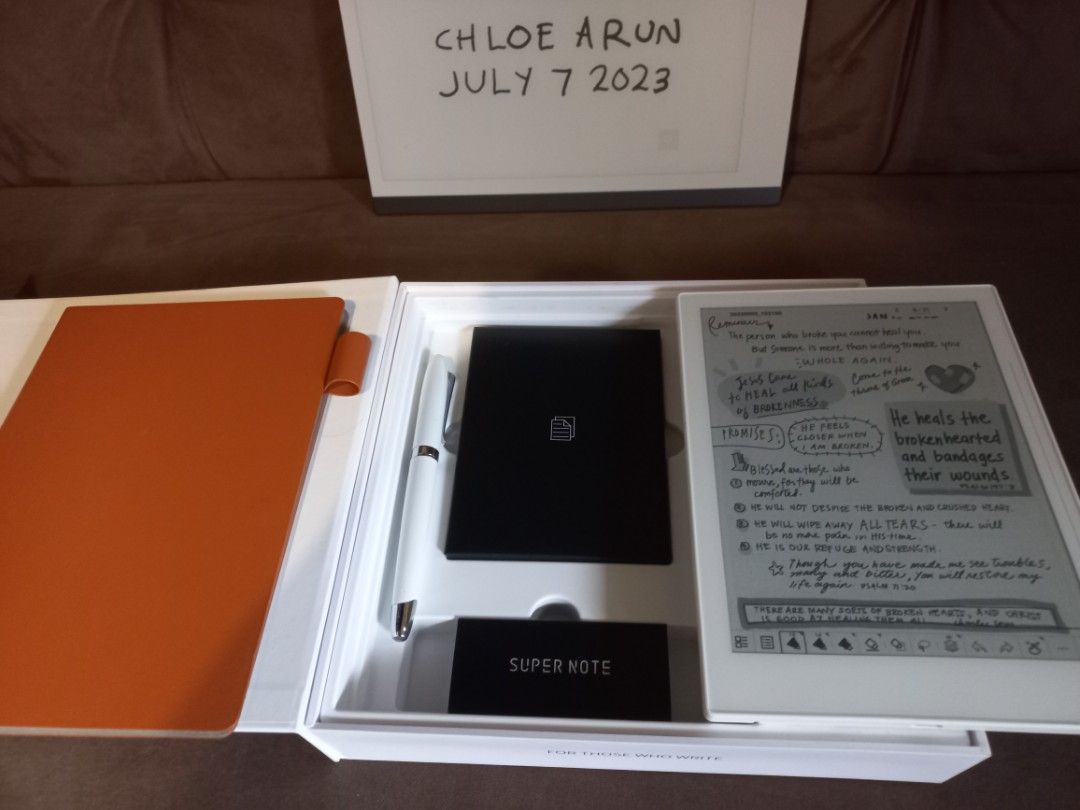 CHLOE ARUN
JULY 7 2023
SUPERNOTE
FOR THOSE WHO WRITE
JAN
Reminder
The person who broke you cannot heal you.
But Someone is more than willing to make you
WHOLE AGAIN.
Jesus Came
to HEAL all kinds
of BROKENNESS.
Come to the
throne of Grace
PROMISES:
HE FEELS
CLOSER WHEN
I AM BROKEN.
He heals the
brokenhearted
and bandages
their wounds.
Blessed are those who
mourn, for they will be
comforted.
HE WILL NOT DESPISE THE BROKEN AND CRUSHED HEART.
HE WILL WIPE AWAY ALL TEARS - there will
be no more pain in His time.
HE IS OUR REFUGE AND STRENGTH.
Though you have made me see troubles,
many and bitter, You will restore my
life again. PSALM 71:20
THERE ARE MANY SORTS OF BROKEN HEARTS, AND CHRIST
IS GOOD AT HEALING THEM ALL